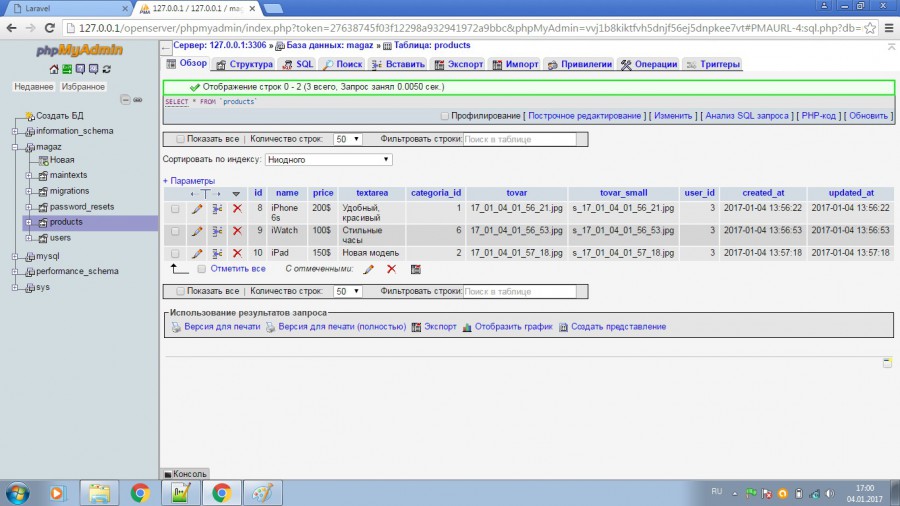 Laravel
127.0.0.1 / 127.0.0.1 / mag
127.0.0.1/openserver/phpmyadmin/index.php?token=27638745f03f12298a932941972a9bbc&phpMyAdmin=vvj1b8kiktfvh5dnjf56ej5dnpkee7vt#PMAURL-4:sql.php?db=
phpMyAdmin
Недавнее Избранное
Создать БД
information_schema
magaz
Новая
maintexts
migrations
password_resets
products
users
mysql
performance_schema
sys
Сервер: 127.0.0.1:3306 » База данных: magaz » Таблица: products
Обзор Структура SQL Поиск Вставить Экспорт Импорт Привилегии Операции Триггеры
Отображение строк 0 - 2 (3 всего, Запрос занял 0.0050 сек.)
SELECT * FROM `products`
Профилирование [ Построчное редактирование ] [ Изменить ] [ Анализ SQL запроса ] [ PHP-код ] [ Обновить ]
Показать все | Количество строк: 50 Фильтровать строки: Поиск в таблице
Сортировать по индексу: Ниодного
+ Параметры
id name price textarea categoria_id tovar tovar_small user_id created_at updated_at
8 iPhone 6s 200$ Удобный, красивый 1 17_01_04_01_56_21.jpg s_17_01_04_01_56_21.jpg 3 2017-01-04 13:56:22 2017-01-04 13:56:22
9 iWatch 100$ Стильные часы 6 17_01_04_01_56_53.jpg s_17_01_04_01_56_53.jpg 3 2017-01-04 13:56:53 2017-01-04 13:56:53
10 iPad 150$ Новая модель 2 17_01_04_01_57_18.jpg s_17_01_04_01_57_18.jpg 3 2017-01-04 13:57:18 2017-01-04 13:57:18
Отметить все С отмеченными:
Показать все | Количество строк: 50 Фильтровать строки: Поиск в таблице
Использование результатов запроса
Версия для печати Версия для печати (полностью) Экспорт Отобразить график Создать представление
Консоль
RU
17:00
04.01.2017